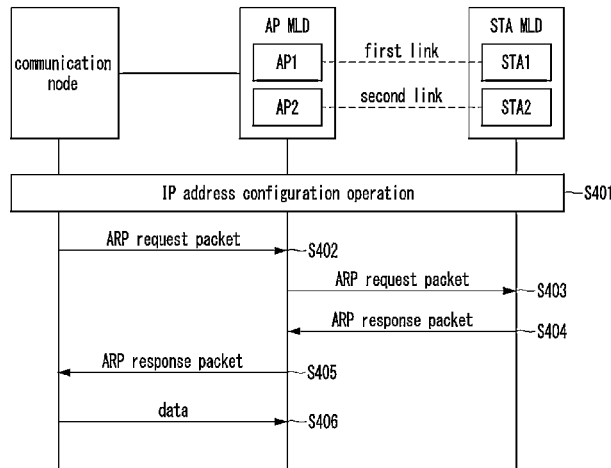 communication
node
AP MLD
AP1
AP2
first link
second link
STA MLD
STA1
STA2
IP address configuration operation
S401
ARP request packet
S402
ARP request packet
S403
ARP response packet
S404
ARP response packet
S405
data
S406